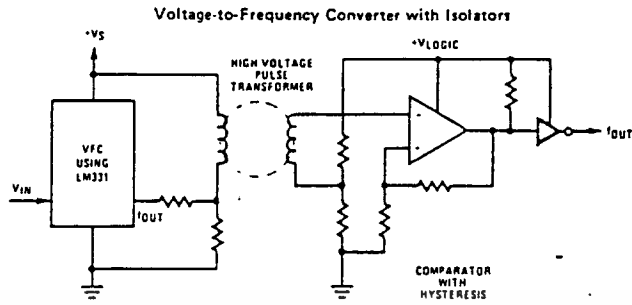 Voltage-to-Frequency Converter with Isolators
+VS
HIGH VOLTAGE
PULSE
TRANSFORMER
+VLOGIC
VFC
USING
LM331
VIN
fOUT
-
+
fOUT
COMPARATOR
WITH
HYSTERESIS